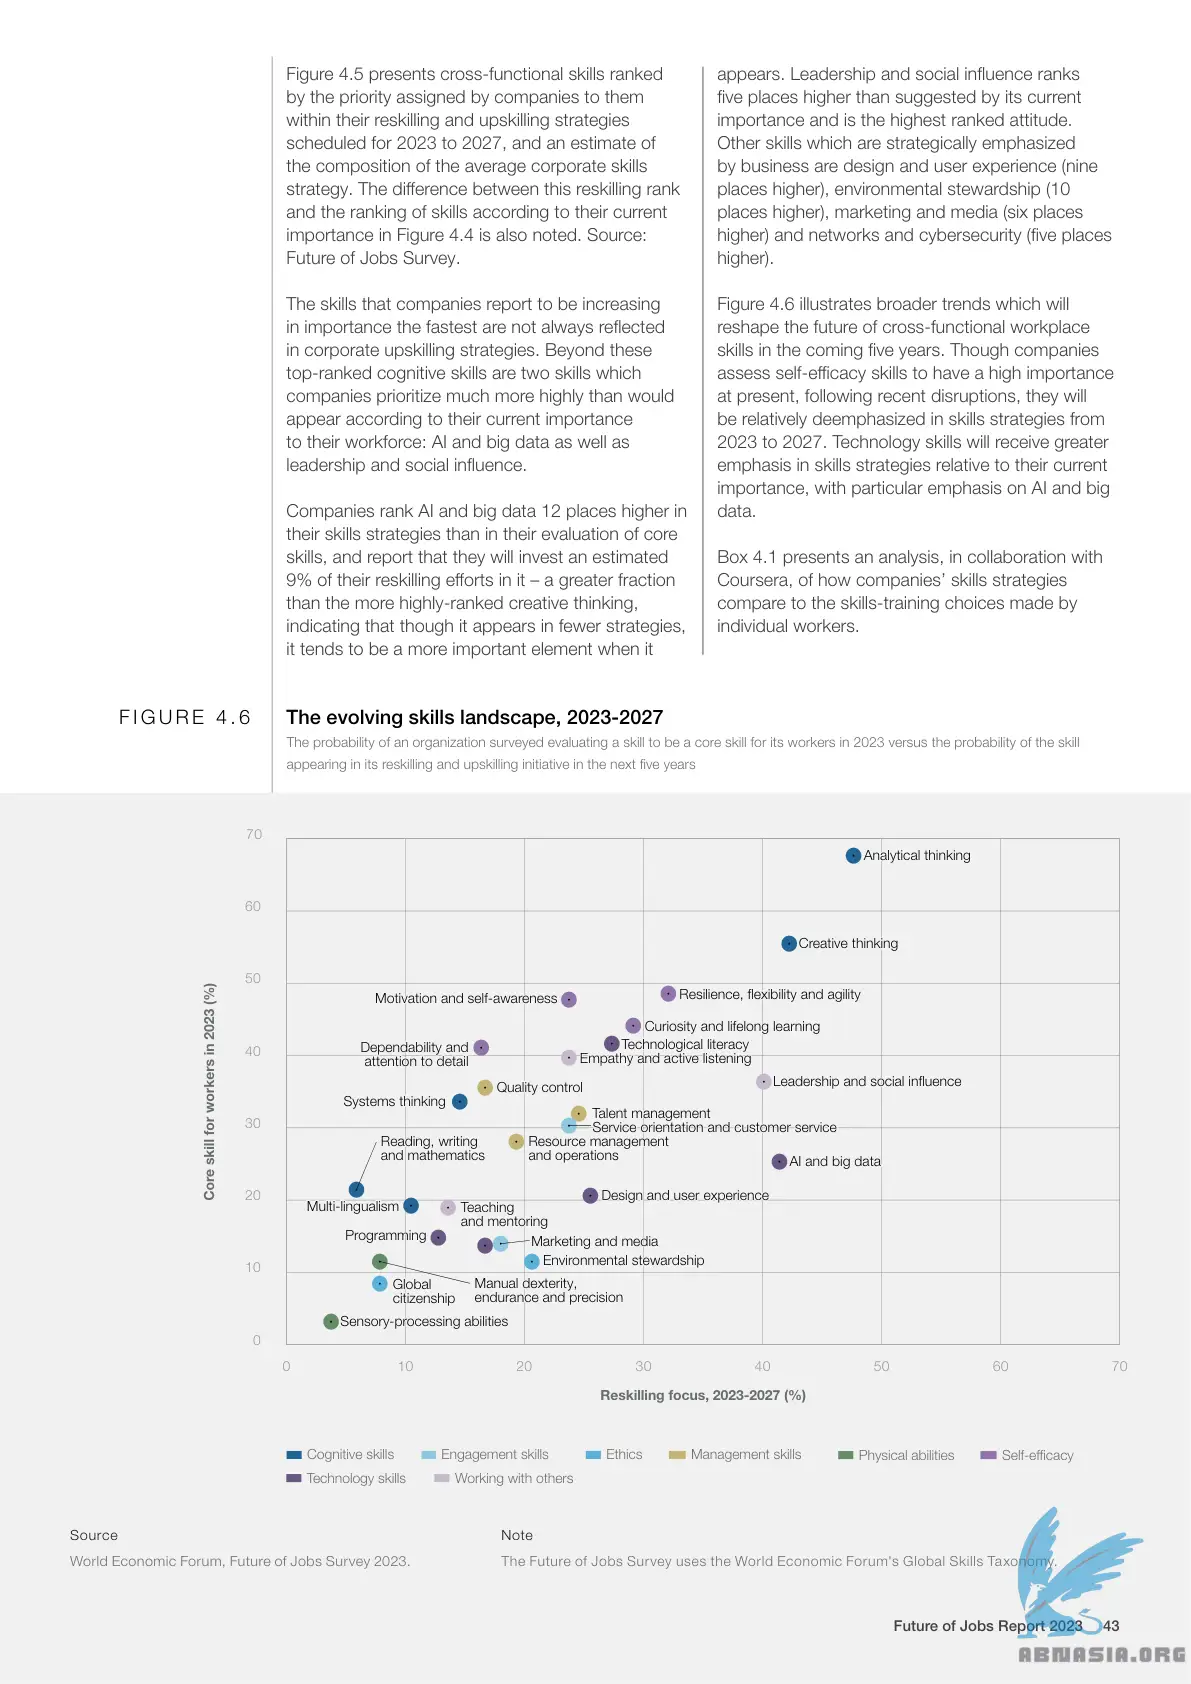 Figure 4.5 presents cross-functional skills ranked
by the priority assigned by companies to them
within their reskilling and upskilling strategies
scheduled for 2023 to 2027, and an estimate of
the composition of the average corporate skills
strategy. The difference between this reskilling rank
and the ranking of skills according to their current
importance in Figure 4.4 is also noted. Source:
Future of Jobs Survey.
The skills that companies report to be increasing
in importance the fastest are not always reflected
in corporate upskilling strategies. Beyond these
top-ranked cognitive skills are two skills which
companies prioritize much more highly than would
appear according to their current importance
to their workforce: AI and big data as well as
leadership and social influence.
Companies rank AI and big data 12 places higher in
their skills strategies than in their evaluation of core
skills, and report that they will invest an estimated
9% of their reskilling efforts in it – a greater fraction
than the more highly-ranked creative thinking,
indicating that though it appears in fewer strategies,
it tends to be a more important element when it
appears. Leadership and social influence ranks
five places higher than suggested by its current
importance and is the highest ranked attitude.
Other skills which are strategically emphasized
by business are design and user experience (nine
places higher), environmental stewardship (10
places higher), marketing and media (six places
higher) and networks and cybersecurity (five places
higher).
Figure 4.6 illustrates broader trends which will
reshape the future of cross-functional workplace
skills in the coming five years. Though companies
assess self-efficacy skills to have a high importance
at present, following recent disruptions, they will
be relatively deemphasized in skills strategies from
2023 to 2027. Technology skills will receive greater
emphasis in skills strategies relative to their current
importance, with particular emphasis on AI and big
data.
Box 4.1 presents an analysis, in collaboration with
Coursera, of how companies' skills strategies
compare to the skills-training choices made by
individual workers.
FIGURE 4.6
The evolving skills landscape, 2023-2027
The probability of an organization surveyed evaluating a skill to be a core skill for its workers in 2023 versus the probability of the skill
appearing in its reskilling and upskilling initiative in the next five years
70
60
50
40
30
20
10
0
Core skill for workers in 2023 (%)
Analytical thinking
Creative thinking
Motivation and self-awareness
Resilience, flexibility and agility
Curiosity and lifelong learning
Dependability and
attention to detail
Technological literacy
Empathy and active listening
Leadership and social influence
Quality control
Systems thinking
Talent management
Service orientation and customer service
Reading, writing
and mathematics
Resource management
and operations
AI and big data
Design and user experience
Multi-lingualism
Teaching
and mentoring
Programming
Marketing and media
Environmental stewardship
Global
citizenship
Manual dexterity,
endurance and precision
Sensory-processing abilities
0 10 20 30 40 50 60 70
Reskilling focus, 2023-2027 (%)
Cognitive skills Engagement skills Ethics Management skills Physical abilities Self-efficacy
Technology skills Working with others
Source
World Economic Forum, Future of Jobs Survey 2023.
Note
The Future of Jobs Survey uses the World Economic Forum's Global Skills Taxonomy.
Future of Jobs Report 2023 43
ABNASIA.ORG